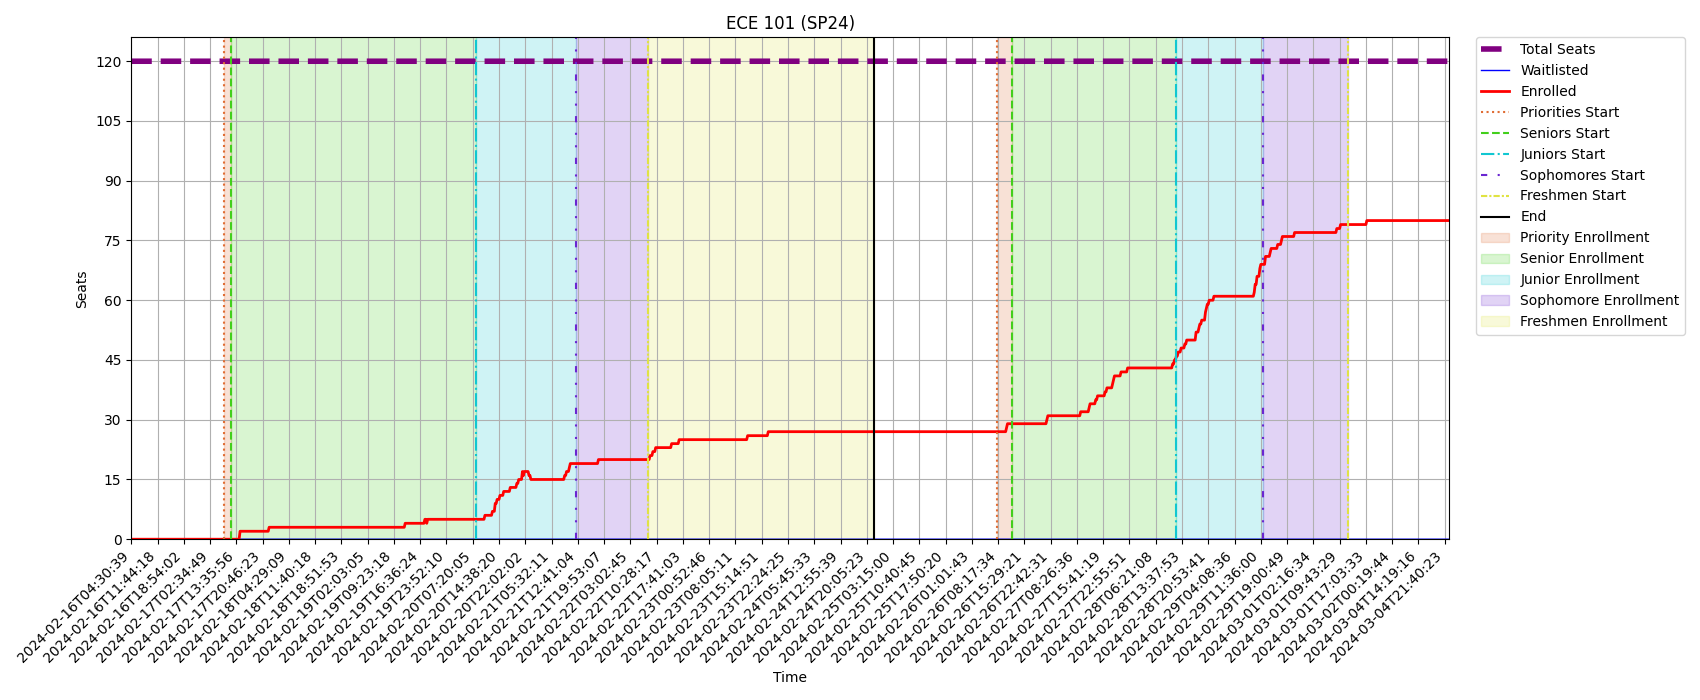 ECE 101 (SP24)
Seats
120
105
90
75
60
45
30
15
0
2024-02-16T04:30:39
2024-02-16T11:44:18
2024-02-16T18:54:02
2024-02-17T02:34:49
2024-02-17T13:35:56
2024-02-17T20:46:23
2024-02-18T04:29:09
2024-02-18T11:40:18
2024-02-18T18:51:53
2024-02-19T02:03:05
2024-02-19T09:23:18
2024-02-19T16:36:24
2024-02-19T23:52:10
2024-02-20T07:20:05
2024-02-20T14:38:20
2024-02-20T22:02:02
2024-02-21T05:32:11
2024-02-21T12:41:04
2024-02-21T19:53:07
2024-02-22T03:02:45
2024-02-22T10:28:17
2024-02-22T17:41:03
2024-02-23T00:52:46
2024-02-23T08:05:11
2024-02-23T15:14:51
2024-02-23T22:24:25
2024-02-24T05:45:33
2024-02-24T12:55:39
2024-02-24T20:05:23
2024-02-25T03:15:00
2024-02-25T10:40:45
2024-02-25T17:50:20
2024-02-26T01:01:43
2024-02-26T08:17:34
2024-02-26T15:29:21
2024-02-26T22:42:31
2024-02-27T08:26:36
2024-02-27T15:41:19
2024-02-27T22:55:51
2024-02-28T06:21:08
2024-02-28T13:37:53
2024-02-28T20:53:41
2024-02-29T04:08:36
2024-02-29T11:36:00
2024-02-29T19:00:49
2024-03-01T02:16:34
2024-03-01T09:43:29
2024-03-01T17:03:33
2024-03-02T00:19:44
2024-03-04T14:19:16
2024-03-04T21:40:23
Time
Total Seats
Waitlisted
Enrolled
Priorities Start
Seniors Start
Juniors Start
Sophomores Start
Freshmen Start
End
Priority Enrollment
Senior Enrollment
Junior Enrollment
Sophomore Enrollment
Freshmen Enrollment